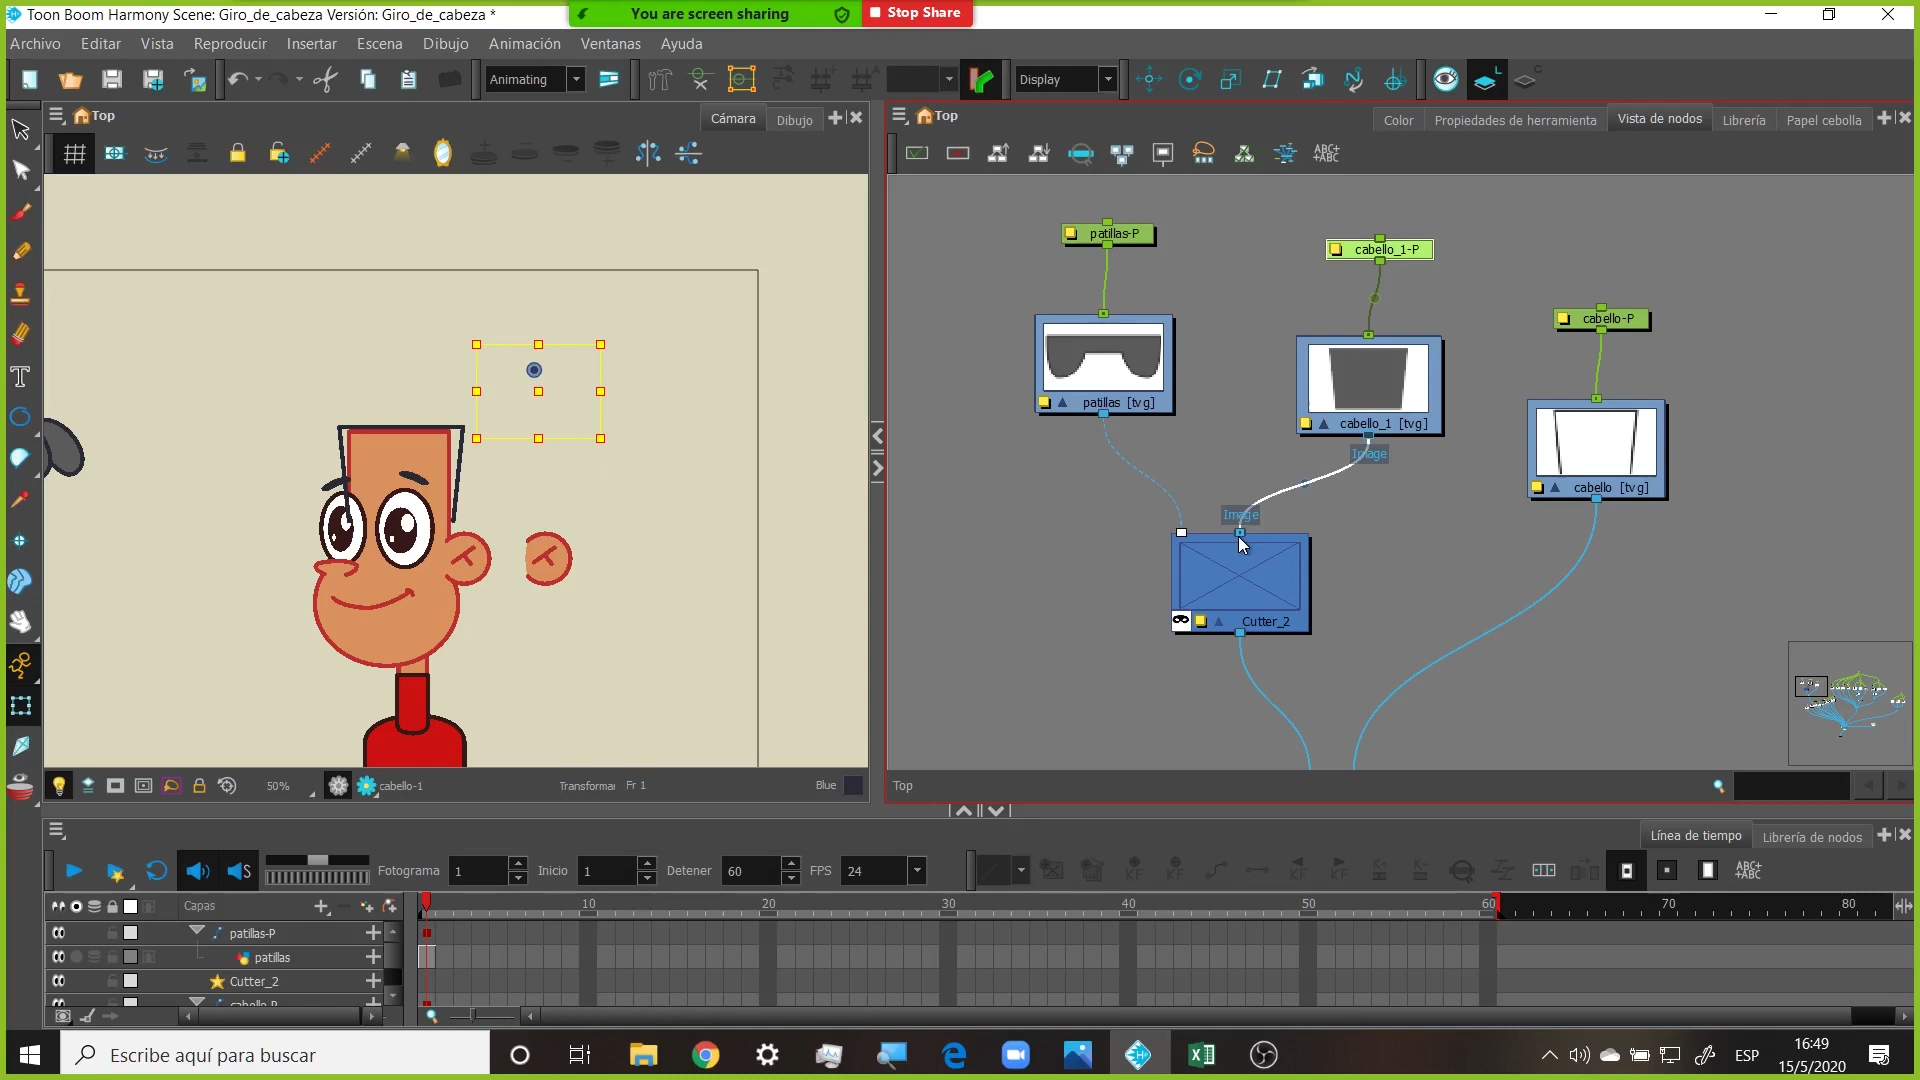 Toon Boom Harmony Scene: Giro_de_cabeza Versión: Giro_de_cabeza *
You are screen sharing
Stop Share
Archivo Editar Vista Reproducir Insertar Escena Dibujo Animación Ventanas Ayuda
Animating
Display
Top
Cámara
Dibujo
Top
Color
Propiedades de herramienta
Vista de nodos
Librería
Papel cebolla
ABC+
ABC+
patillas-P
cabello_1-P
cabello-P
patillas [tvg]
cabello_1 [tvg]
cabello [tvg]
Image
Image
Cutter_2
50%
cabello-1
Fr 1
Blue
Top
Línea de tiempo
Librería de nodos
Fotograma 1
Inicio 1
Detener 60
FPS 24
ABC+
ABC+
Capas
10 20 30 40 50 60 70 80
patillas-P
patillas
Cutter_2
Escribe aquí para buscar
ESP
16:49
15/5/2020